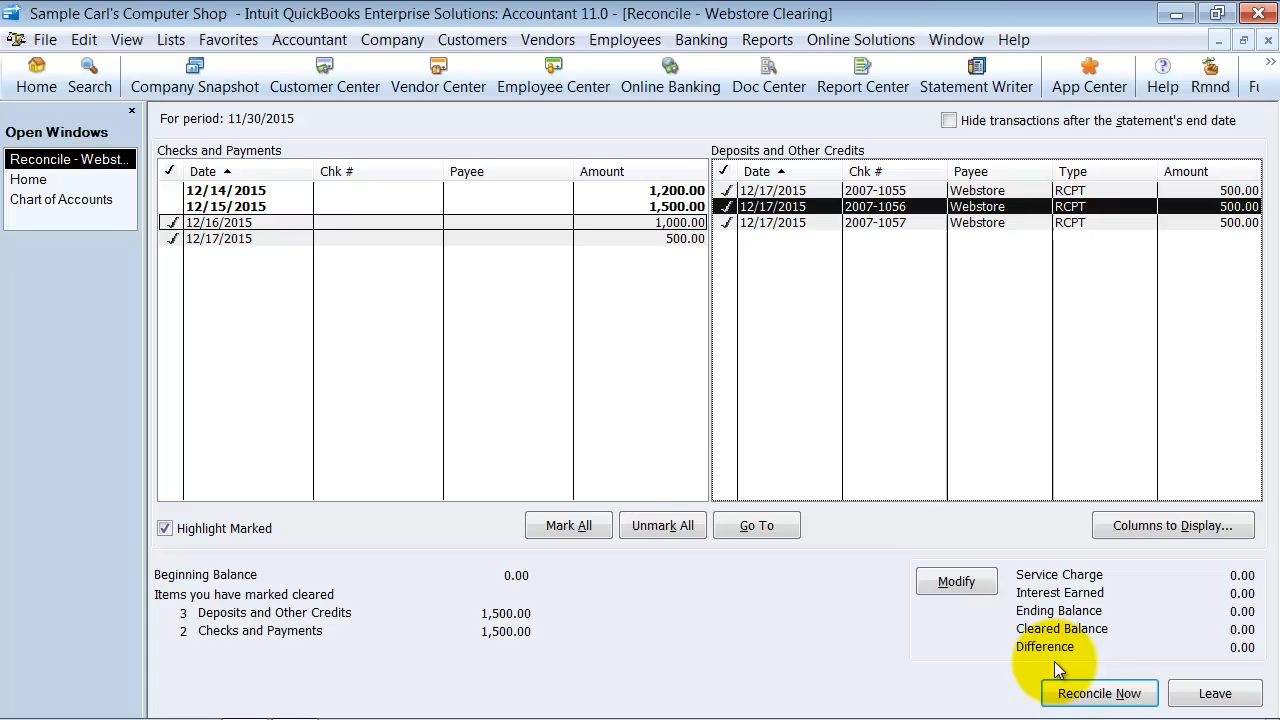 Sample Carl's Computer Shop - Intuit QuickBooks Enterprise Solutions: Accountant 11.0 - [Reconcile - Webstore Clearing]
File Edit View Lists Favorites Accountant Company Customers Vendors Employees Banking Reports Online Solutions Window Help
Home Search Company Snapshot Customer Center Vendor Center Employee Center Online Banking Doc Center Report Center Statement Writer App Center Help Rmnd
Open Windows
Reconcile - Webst...
Home
Chart of Accounts
For period: 11/30/2015
Hide transactions after the statement's end date
Checks and Payments
Date Chk # Payee Amount
12/14/2015 1,200.00
12/15/2015 1,500.00
12/16/2015 1,000.00
12/17/2015 500.00
Deposits and Other Credits
Date Chk # Payee Type Amount
12/17/2015 2007-1055 Webstore RCPT 500.00
12/17/2015 2007-1056 Webstore RCPT 500.00
12/17/2015 2007-1057 Webstore RCPT 500.00
Highlight Marked
Mark All Unmark All Go To Columns to Display...
Beginning Balance 0.00
Items you have marked cleared
3 Deposits and Other Credits 1,500.00
2 Checks and Payments 1,500.00
Modify
Service Charge 0.00
Interest Earned 0.00
Ending Balance 0.00
Cleared Balance 0.00
Difference 0.00
Reconcile Now Leave